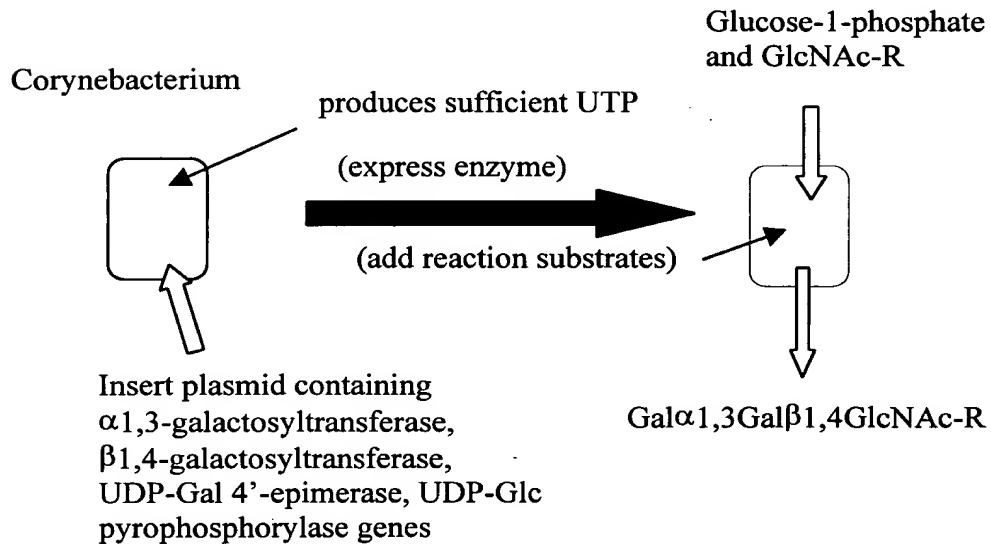 Glucose-1-phosphate
and GlcNAc-R
Corynebacterium
produces sufficient UTP
(express enzyme)
(add reaction substrates)
Insert plasmid containing
α1,3-galactosyltransferase,
β1,4-galactosyltransferase,
UDP-Gal 4’-epimerase, UDP-Glc
pyrophosphorylase genes
Galα1,3Galβ1,4GlcNAc-R